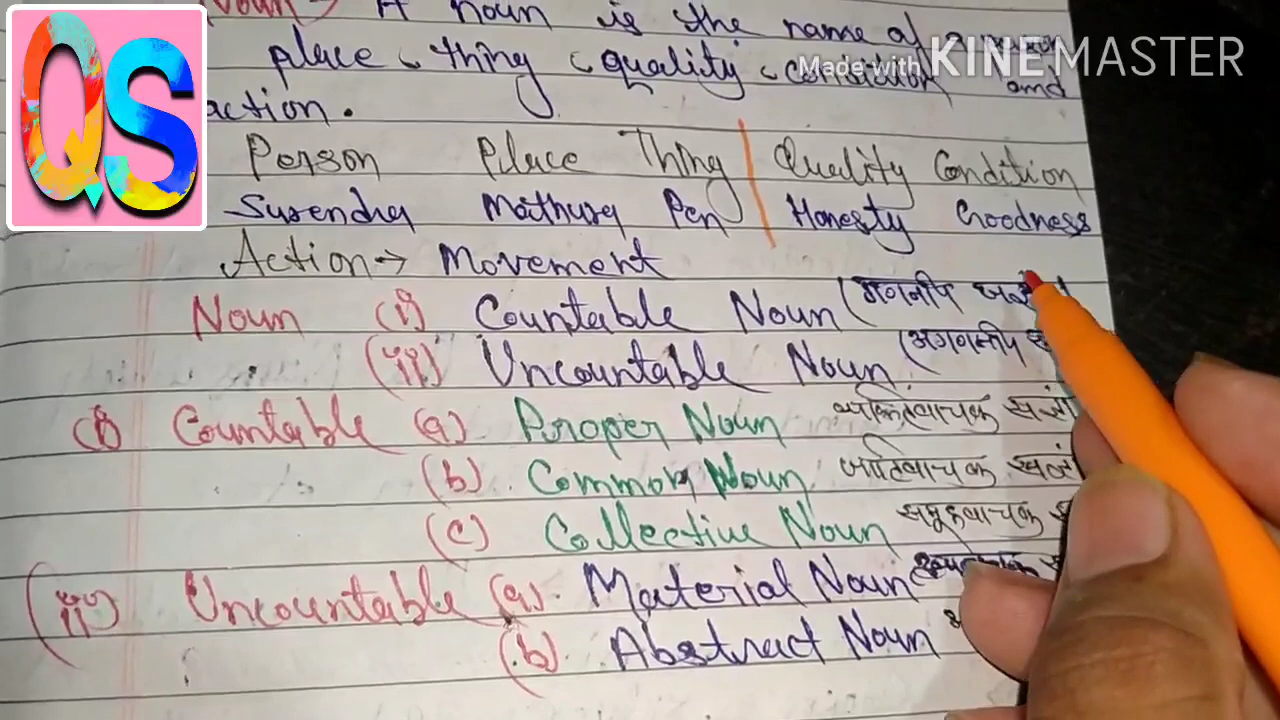 QS
Noun → A noun is the name of a person
Made with KINEMASTER
place, thing, quality, condition and
action.
Person Place Thing Quality Condition
Surendra Mathura Pen Honesty Goodness
Action → Movement
Noun (i) Countable Noun (गणनीय
(ii) Uncountable Noun (अगणनीय
(i) Countable (a) Proper Noun व्यक्तिवाचक संज्ञा
(b) Common Noun जातिवाचक संज्ञा
(c) Collective Noun समूहवाचक
(ii) Uncountable (a) Material Noun
(b) Abstract Noun